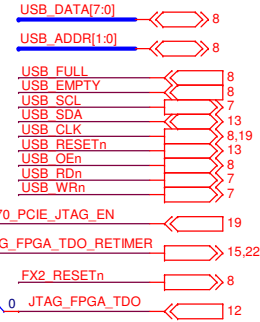 USB_DATA[7:0] 8
USB_ADDR[1:0] 8
USB_FULL 8
USB_EMPTY 8
USB_SCL 7
USB_SDA 13
USB_CLK 8,19
USB_RESETn 13
USB_OEn 8
USB_RDn 7
USB_WRn 7
70_PCIE_JTAG_EN 19
G_FPGA_TDO_RETIMER 15,22
FX2_RESETn 8
0 JTAG_FPGA_TDO 12